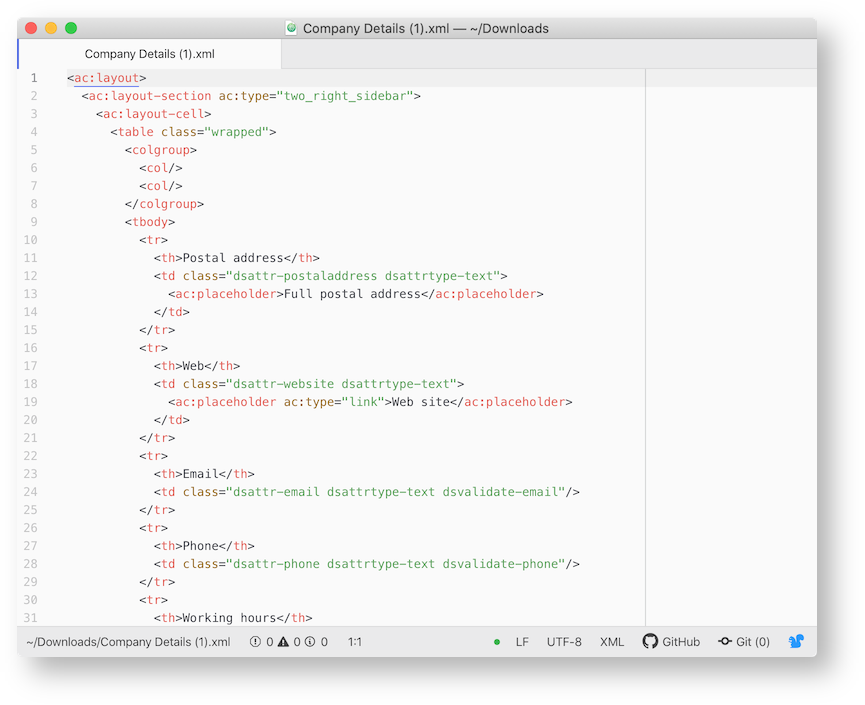 Company Details (1).xml — ~/Downloads
Company Details (1).xml
1 <ac:layout>
2   <ac:layout-section ac:type="two_right_sidebar">
3     <ac:layout-cell>
4       <table class="wrapped">
5         <colgroup>
6           <col/>
7           <col/>
8         </colgroup>
9         <tbody>
10           <tr>
11             <th>Postal address</th>
12             <td class="dsattr-postaladdress dsattrtype-text">
13               <ac:placeholder>Full postal address</ac:placeholder>
14             </td>
15           </tr>
16           <tr>
17             <th>Web</th>
18             <td class="dsattr-website dsattrtype-text">
19               <ac:placeholder ac:type="link">Web site</ac:placeholder>
20             </td>
21           </tr>
22           <tr>
23             <th>Email</th>
24             <td class="dsattr-email dsattrtype-text dsvalidate-email"/>
25           </tr>
26           <tr>
27             <th>Phone</th>
28             <td class="dsattr-phone dsattrtype-text dsvalidate-phone"/>
29           </tr>
30           <tr>
31             <th>Working hours</th>
~/Downloads/Company Details (1).xml 0 0 0 1:1 LF UTF-8 XML GitHub Git (0)